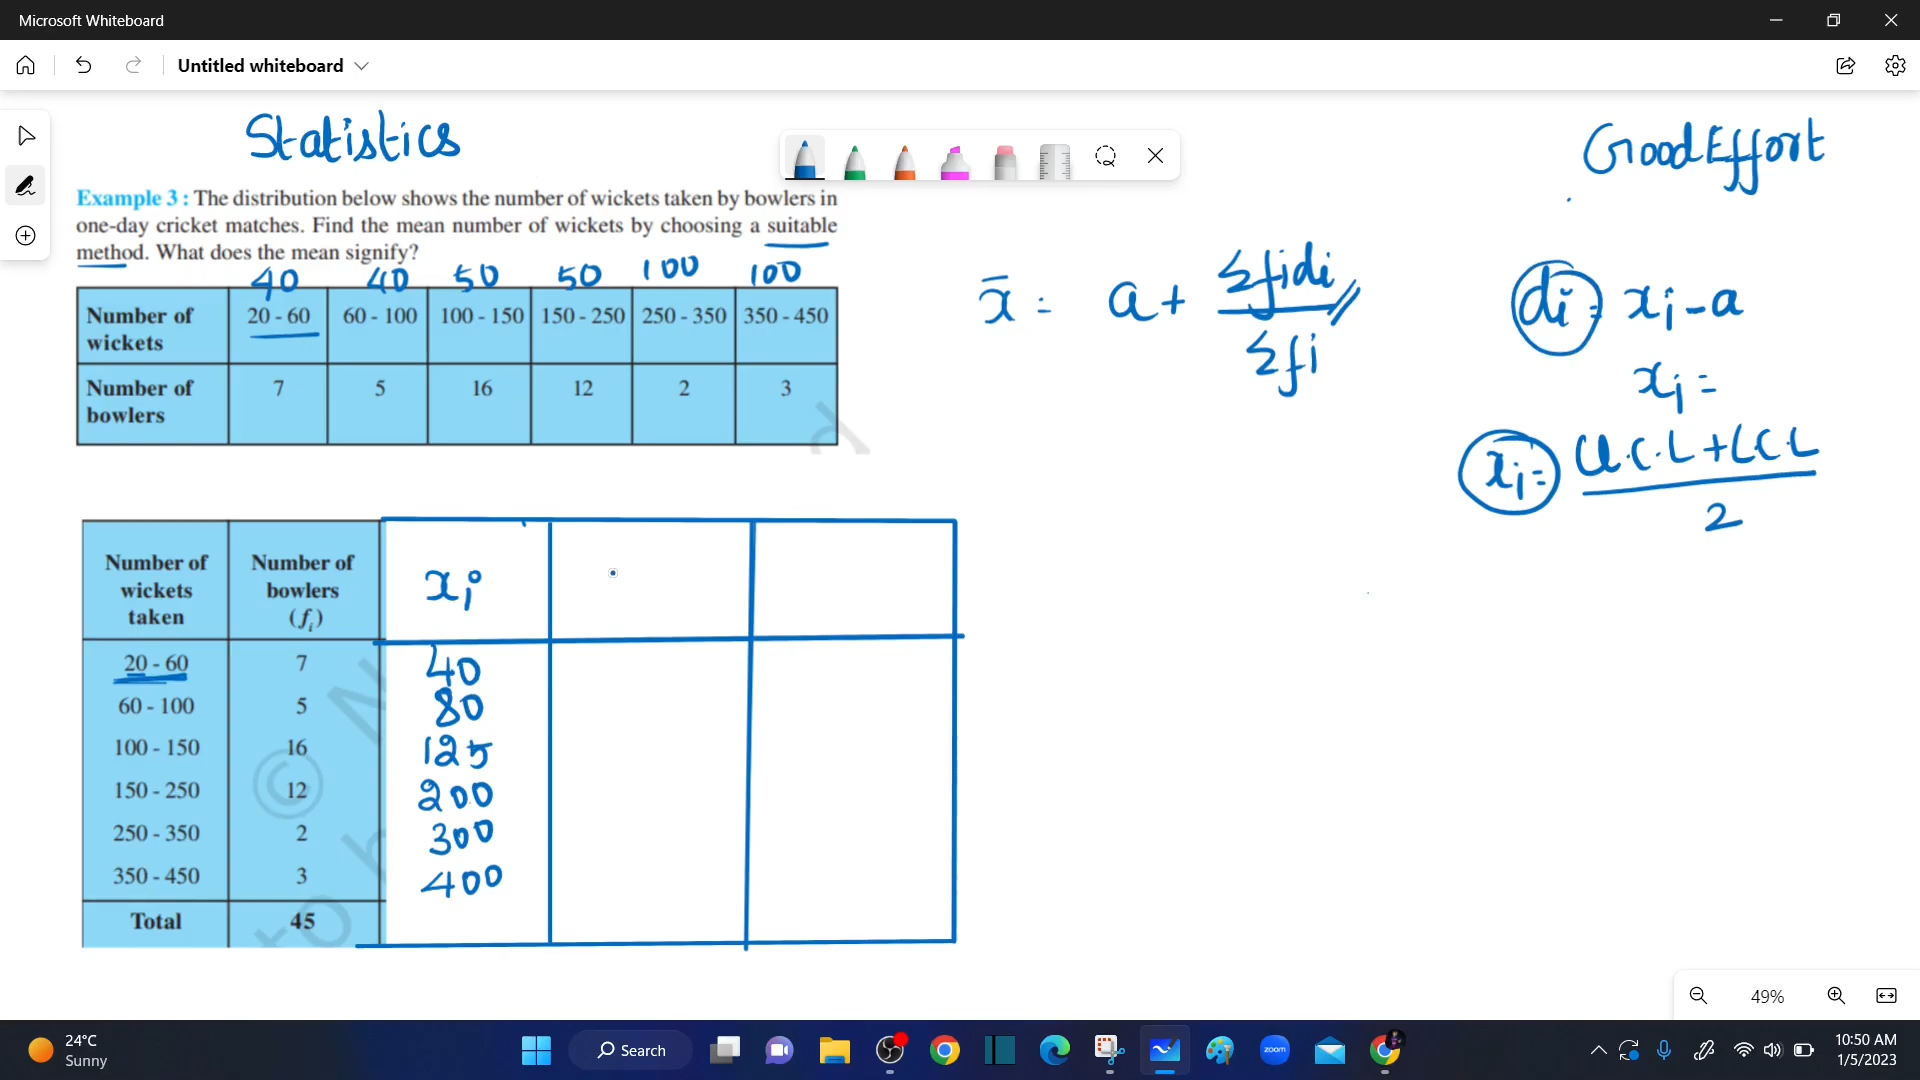 Microsoft Whiteboard
Untitled whiteboard
Statistics
GoodEffort
Example 3 : The distribution below shows the number of wickets taken by bowlers in
one-day cricket matches. Find the mean number of wickets by choosing a suitable
method. What does the mean signify?
40 40 50 50 100 100
Number of wickets 20 - 60 60 - 100 100 - 150 150 - 250 250 - 350 350 - 450
Number of bowlers 7 5 16 12 2 3
x̄ = a + Σfidi / Σfi
di = xi - a
xi =
xi = U.C.L + L.C.L / 2
Number of wickets taken Number of bowlers (fi) xi
20 - 60 7 40
60 - 100 5 80
100 - 150 16 125
150 - 250 12 200
250 - 350 2 300
350 - 450 3 400
Total 45
49%
24°C
Sunny
Search
zoom
10:50 AM
1/5/2023